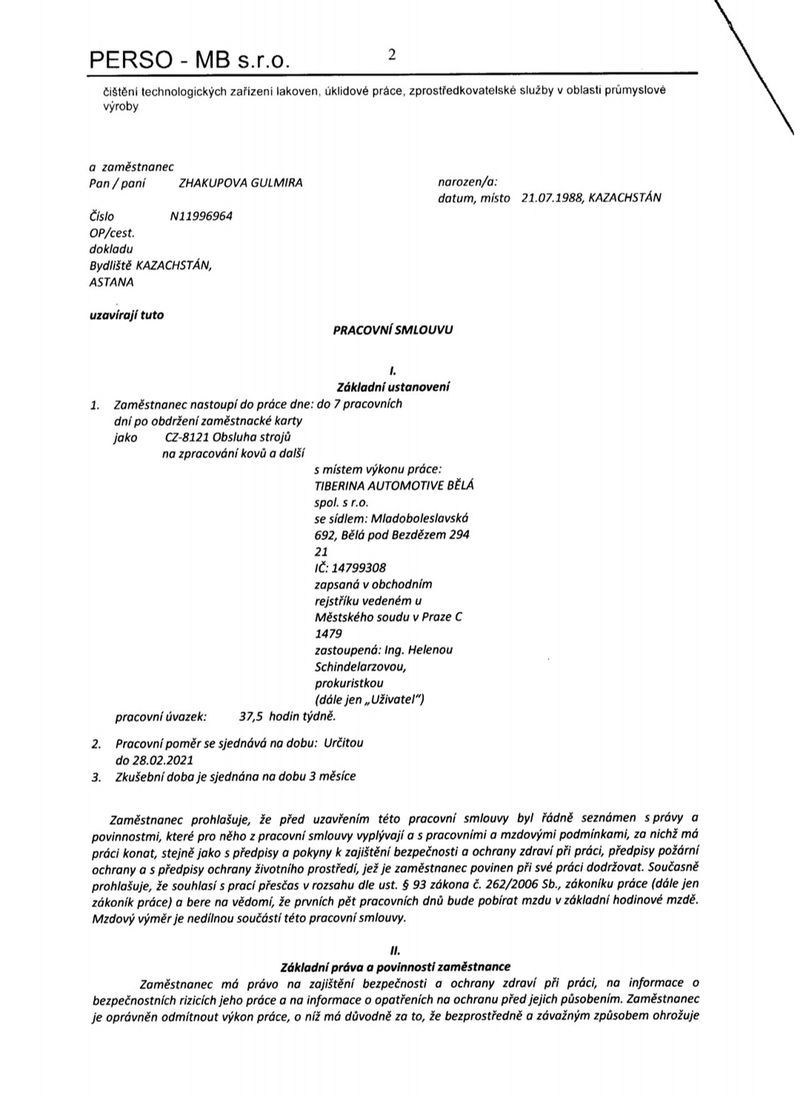 PERSO - MB s.r.o. 2
čištění technologických zařízení lakoven, úklidové práce, zprostředkovatelské služby v oblasti průmyslové
výroby
a zaměstnanec
Pan / paní ZHAKUPOVA GULMIRA narozen/a:
datum, místo 21.07.1988, KAZACHSTÁN
Číslo N11996964
OP/cest.
dokladu
Bydliště KAZACHSTÁN,
ASTANA
uzavírají tuto
PRACOVNÍ SMLOUVU
I.
Základní ustanovení
1. Zaměstnanec nastoupí do práce dne: do 7 pracovních
dní po obdržení zaměstnacké karty
jako CZ-8121 Obsluha strojů
na zpracování kovů a další
s místem výkonu práce:
TIBERINA AUTOMOTIVE BĚLÁ
spol. s r.o.
se sídlem: Mladoboleslavská
692, Bělá pod Bezdězem 294
21
IČ: 14799308
zapsaná v obchodním
rejstříku vedeném u
Městského soudu v Praze C
1479
zastoupená: Ing. Helenou
Schindelarzovou,
prokuristkou
(dále jen „Uživatel“)
pracovní úvazek: 37,5 hodin týdně.
2. Pracovní poměr se sjednává na dobu: Určitou
do 28.02.2021
3. Zkušební doba je sjednána na dobu 3 měsíce
Zaměstnanec prohlašuje, že před uzavřením této pracovní smlouvy byl řádně seznámen s právy a
povinnostmi, které pro něho z pracovní smlouvy vyplývají a s pracovními a mzdovými podmínkami, za nichž má
práci konat, stejně jako s předpisy a pokyny k zajištění bezpečnosti a ochrany zdraví při práci, předpisy požární
ochrany a s předpisy ochrany životního prostředí, jež je zaměstnanec povinen při své práci dodržovat. Současně
prohlašuje, že souhlasí s prací přesčas v rozsahu dle ust. § 93 zákona č. 262/2006 Sb., zákoníku práce (dále jen
zákoník práce) a bere na vědomí, že prvních pět pracovních dnů bude pobírat mzdu v základní hodinové mzdě.
Mzdový výměr je nedílnou součástí této pracovní smlouvy.
II.
Základní práva a povinnosti zaměstnance
Zaměstnanec má právo na zajištění bezpečnosti a ochrany zdraví při práci, na informace o
bezpečnostních rizicích jeho práce a na informace o opatřeních na ochranu před jejich působením. Zaměstnanec
je oprávněn odmítnout výkon práce, o níž má důvodně za to, že bezprostředně a závažným způsobem ohrožuje